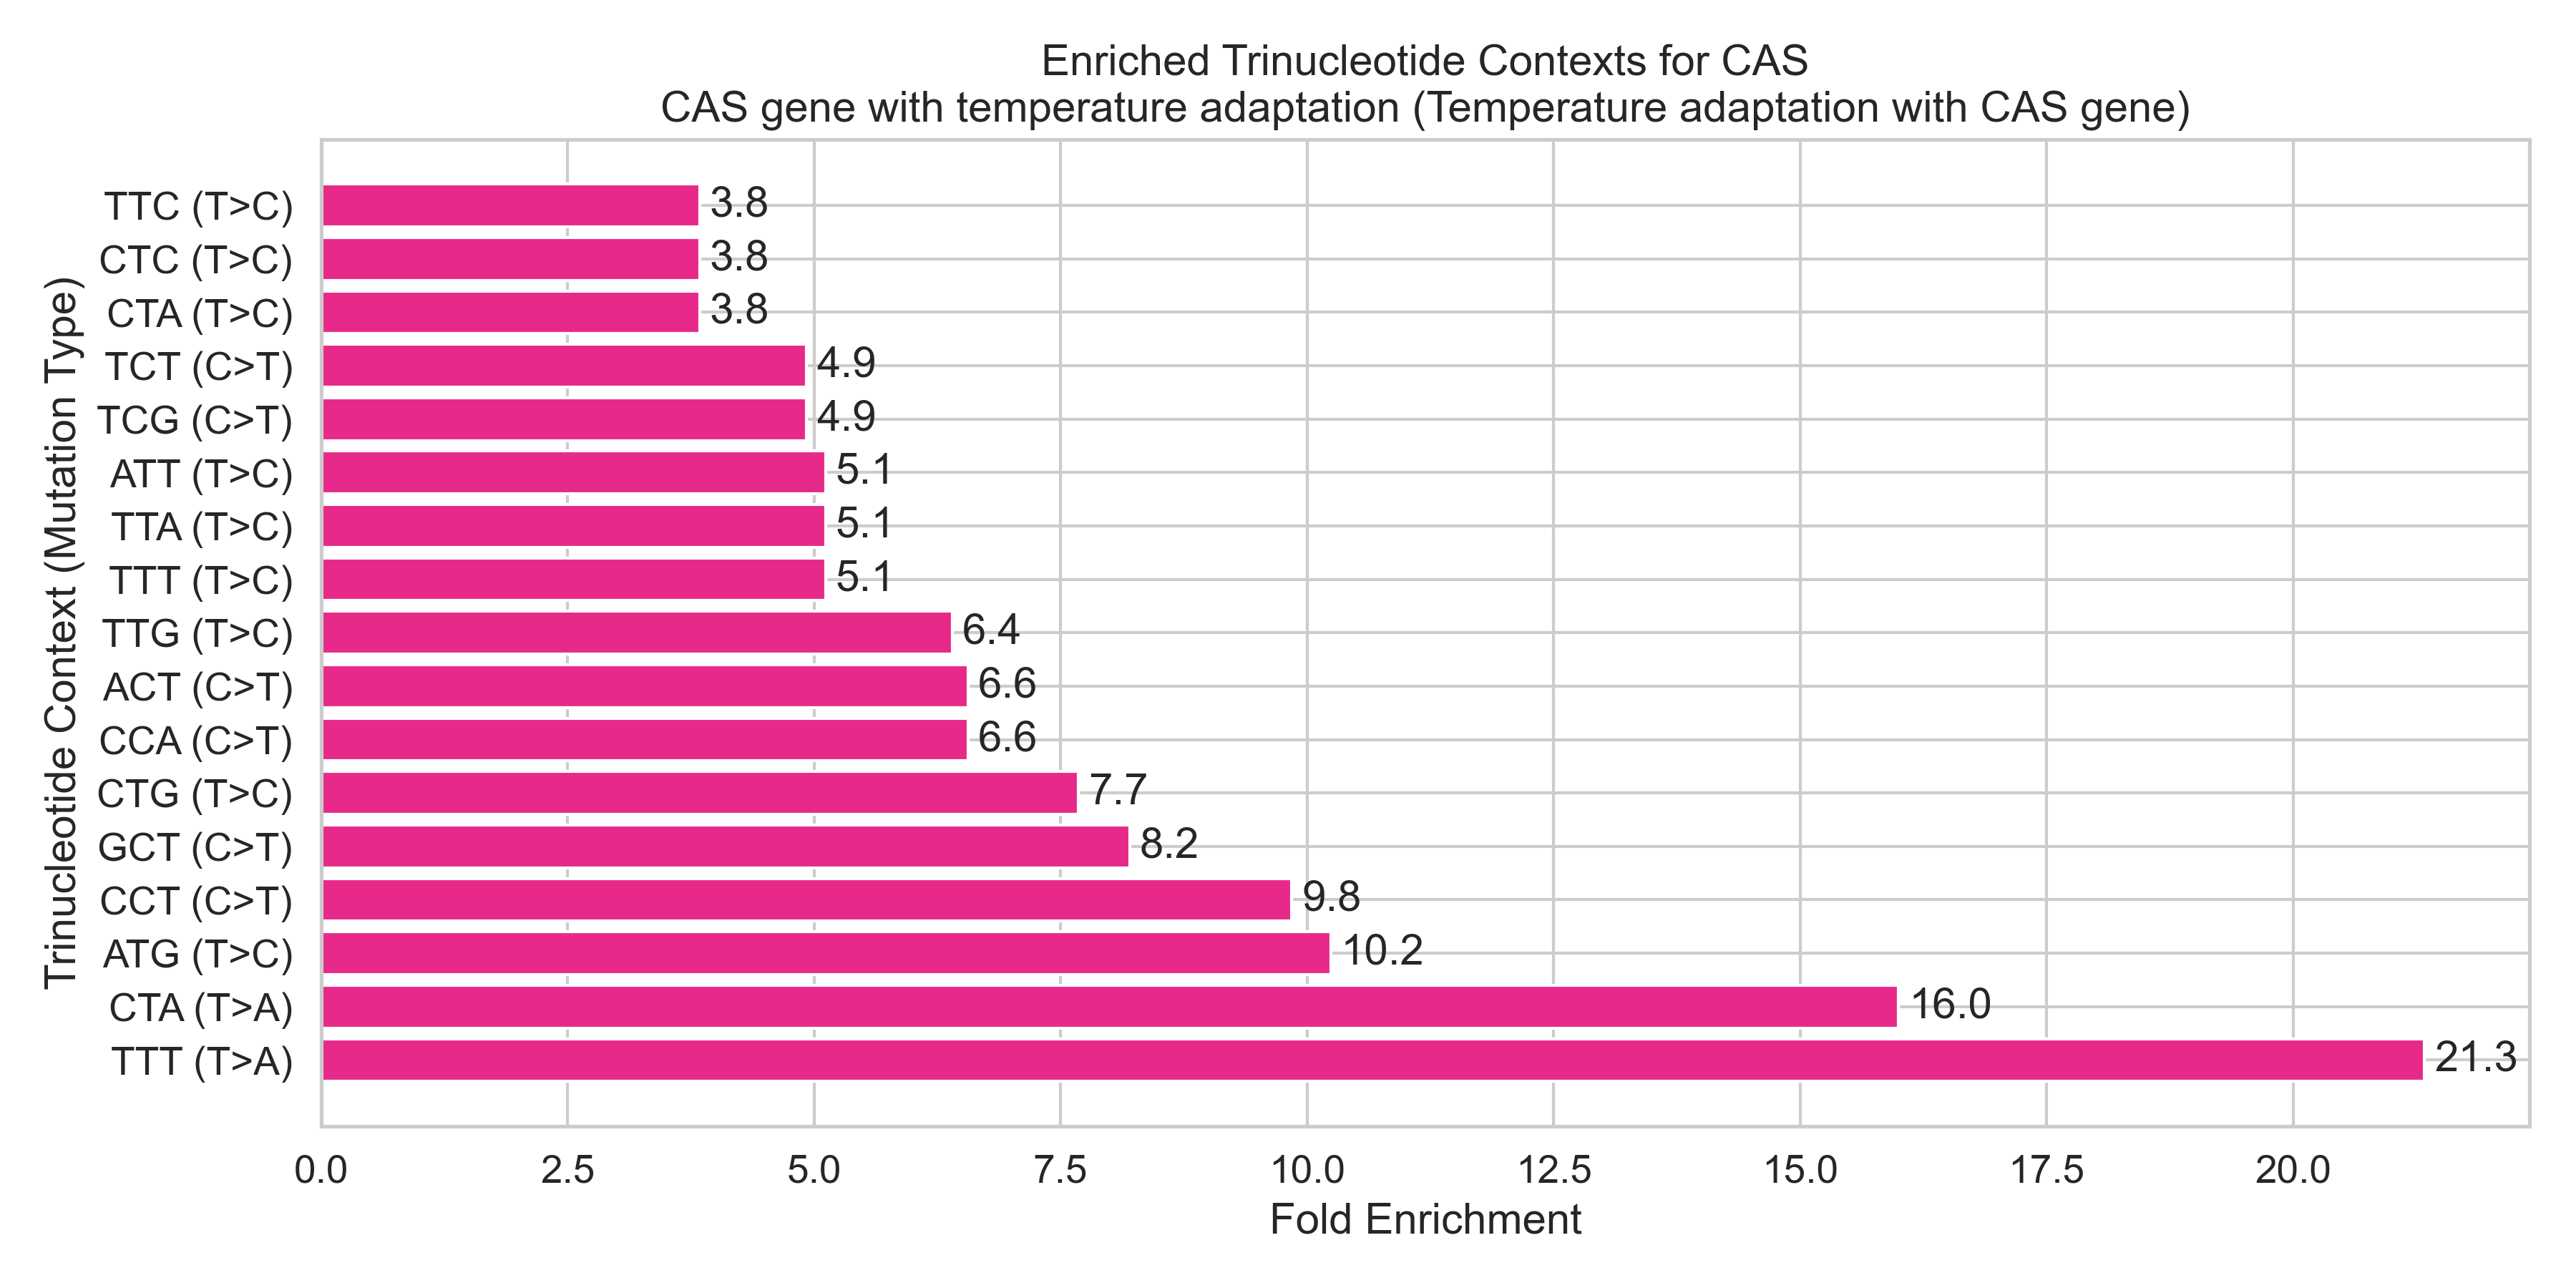 Enriched Trinucleotide Contexts for CAS
CAS gene with temperature adaptation (Temperature adaptation with CAS gene)
Trinucleotide Context (Mutation Type)
TTC (T>C) 3.8
CTC (T>C) 3.8
CTA (T>C) 3.8
TCT (C>T) 4.9
TCG (C>T) 4.9
ATT (T>C) 5.1
TTA (T>C) 5.1
TTT (T>C) 5.1
TTG (T>C) 6.4
ACT (C>T) 6.6
CCA (C>T) 6.6
CTG (T>C) 7.7
GCT (C>T) 8.2
CCT (C>T) 9.8
ATG (T>C) 10.2
CTA (T>A) 16.0
TTT (T>A) 21.3
0.0 2.5 5.0 7.5 10.0 12.5 15.0 17.5 20.0
Fold Enrichment